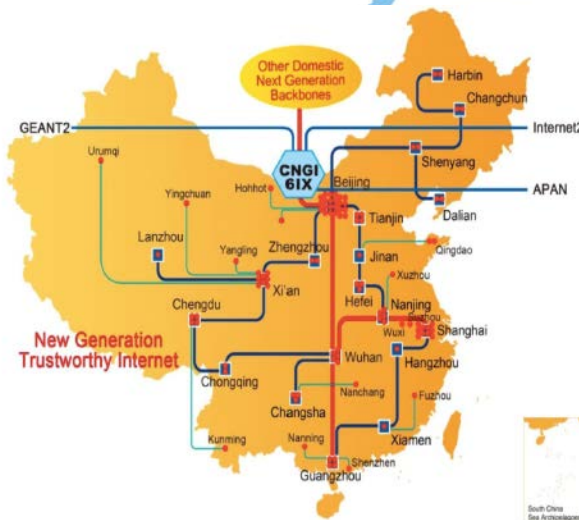 Other Domestic
Next Generation
Backbones
Harbin
Changchun
GEANT2
Internet2
Urumqi
CNGI
6IX
Shenyang
Hohhot
Beijing
APAN
Yingchuan
Dalian
Tianjin
Lanzhou
Zhengzhou
Yangling
Jinan
Qingdao
Xi'an
Xuzhou
Hefei
Nanjing
Chengdu
Suzhou
Wuxi
Shanghai
New Generation
Trustworthy Internet
Wuhan
Hangzhou
Chongqing
Nanchang
Fuzhou
Changsha
Xiamen
Kunming
Nanning
Shenzhen
Guangzhou
South China
Sea Archipelagoes